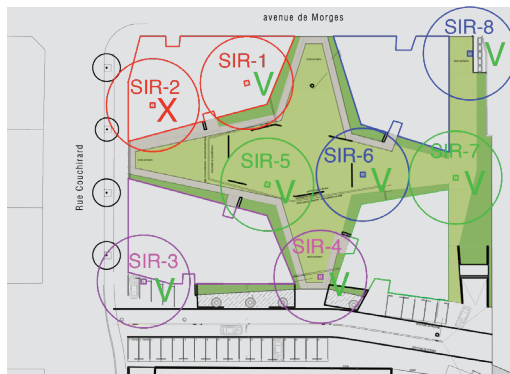 avenue de Morges
SIR-8
V
SIR-1
V
SIR-2
X
Rue Couchirard
SIR-5
V
SIR-6
V
SIR-7
V
SIR-3
V
SIR-4
V